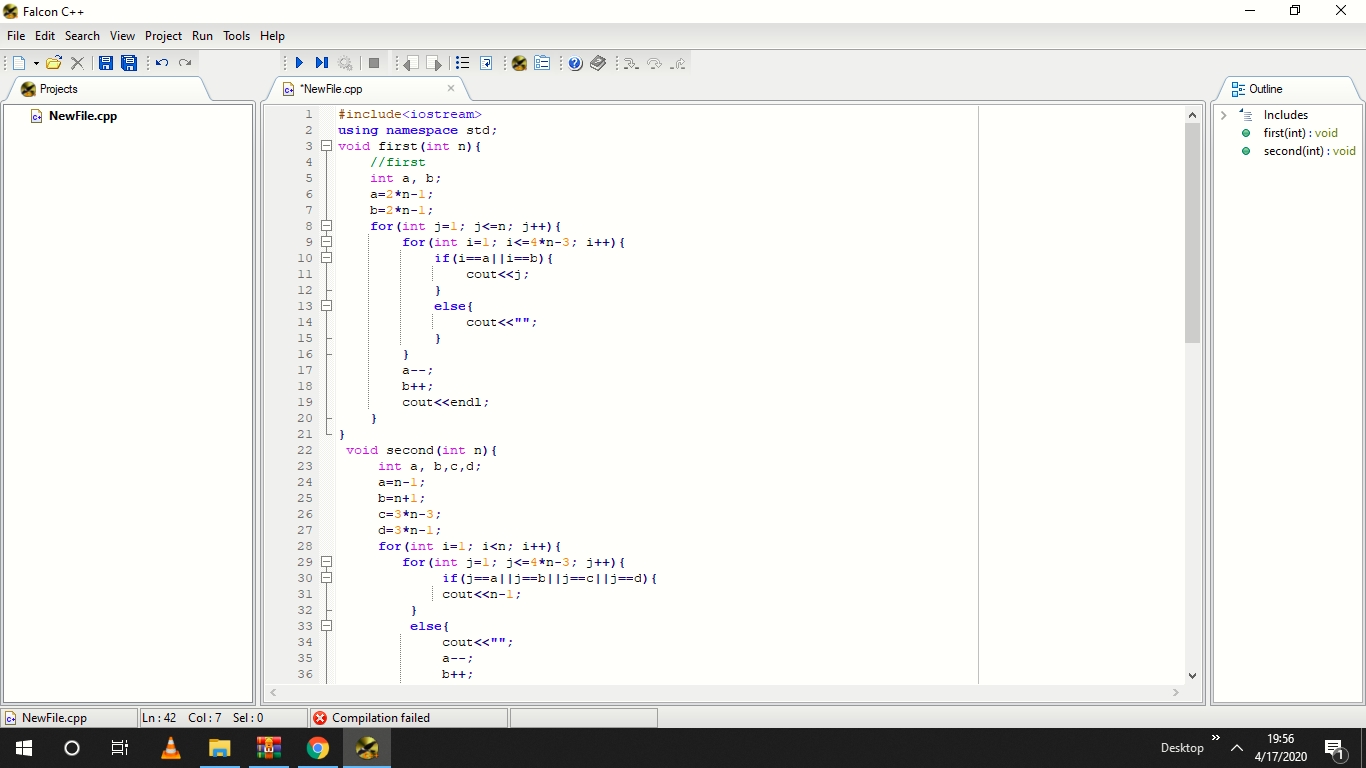 Falcon C++
File Edit Search View Project Run Tools Help
Projects
*NewFile.cpp
Outline
NewFile.cpp
1 #include<iostream>
2 using namespace std;
3 void first(int n){
4 //first
5 int a, b;
6 a=2*n-1;
7 b=2*n-1;
8 for(int j=1; j<=n; j++){
9 for(int i=1; i<=4*n-3; i++){
10 if(i==a||i==b){
11 cout<<j;
12 }
13 else{
14 cout<<"";
15 }
16 }
17 a--;
18 b++;
19 cout<<endl;
20 }
21 }
22 void second(int n){
23 int a, b,c,d;
24 a=n-1;
25 b=n+1;
26 c=3*n-3;
27 d=3*n-1;
28 for(int i=1; i<n; i++){
29 for(int j=1; j<=4*n-3; j++){
30 if(j==a||j==b||j==c||j==d){
31 cout<<n-1;
32 }
33 else{
34 cout<<"";
35 a--;
36 b++;
Includes
first(int) : void
second(int) : void
NewFile.cpp Ln : 42 Col : 7 Sel : 0 Compilation failed
Desktop
19:56
4/17/2020
1